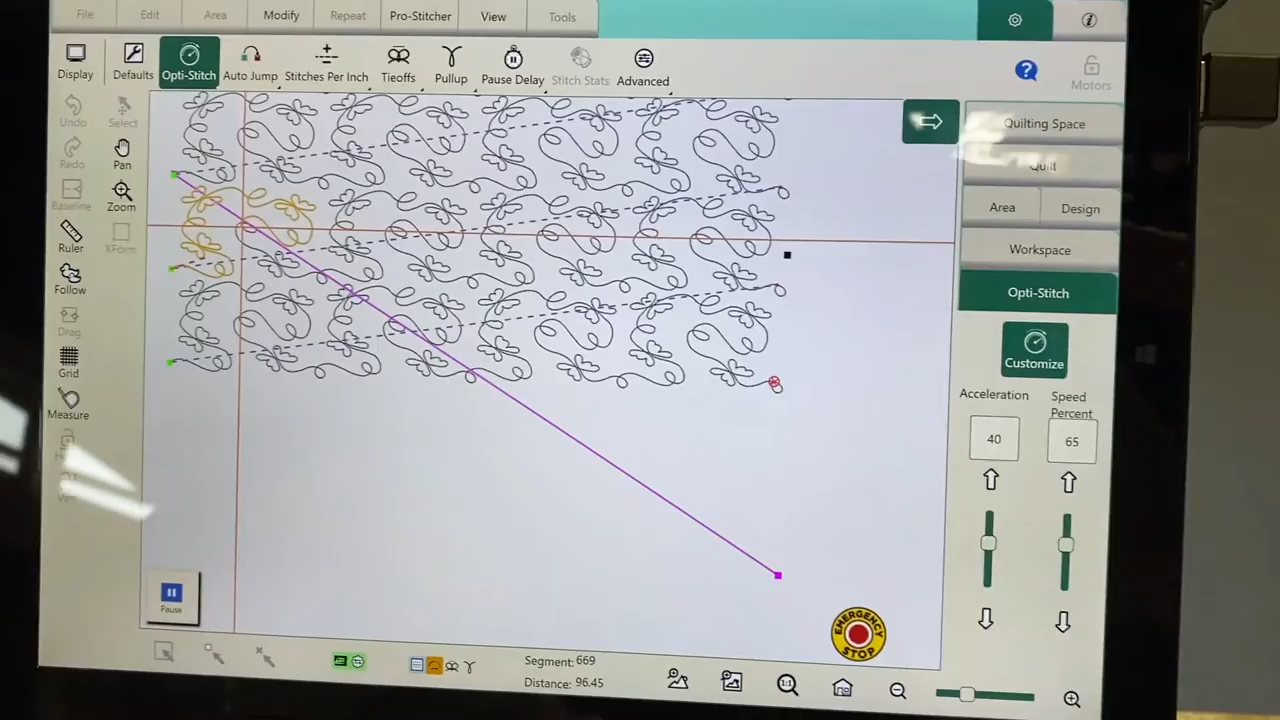 File Edit Area Modify Repeat Pro-Stitcher View Tools
Display Defaults Opti-Stitch Auto Jump Stitches Per Inch Tieoffs Pullup Pause Delay Stitch Stats Advanced
Motors
Undo Select
Redo Pan
Baseline Zoom
Ruler XForm
Follow
Drag
Grid
Measure
Quilting Space
Quilt
Area Design
Workspace
Opti-Stitch
Customize
Acceleration Speed
Percent
40 65
Pause
EMERGENCY
STOP
Segment: 669
Distance: 96.45
1:1